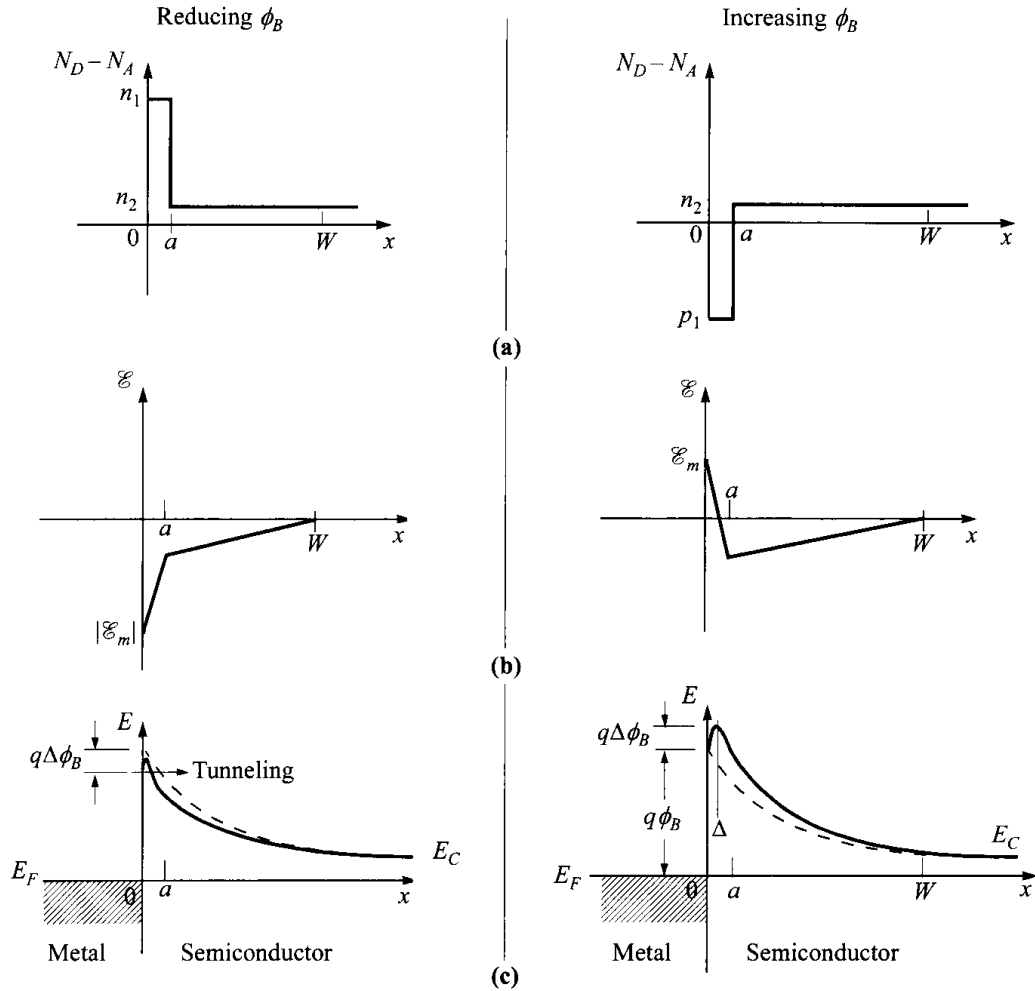 Reducing ϕ_B
Increasing ϕ_B
N_D – N_A
n_1
n_2
0
a
W
x
N_D – N_A
n_2
0
a
W
x
p_1
(a)
ℰ
a
W
x
|ℰ_m|
ℰ
ℰ_m
a
W
x
(b)
E
qΔϕ_B
Tunneling
E_C
E_F
0
a
x
Metal
Semiconductor
E
qΔϕ_B
qϕ_B
Δ
E_C
E_F
0
a
W
x
Metal
Semiconductor
(c)